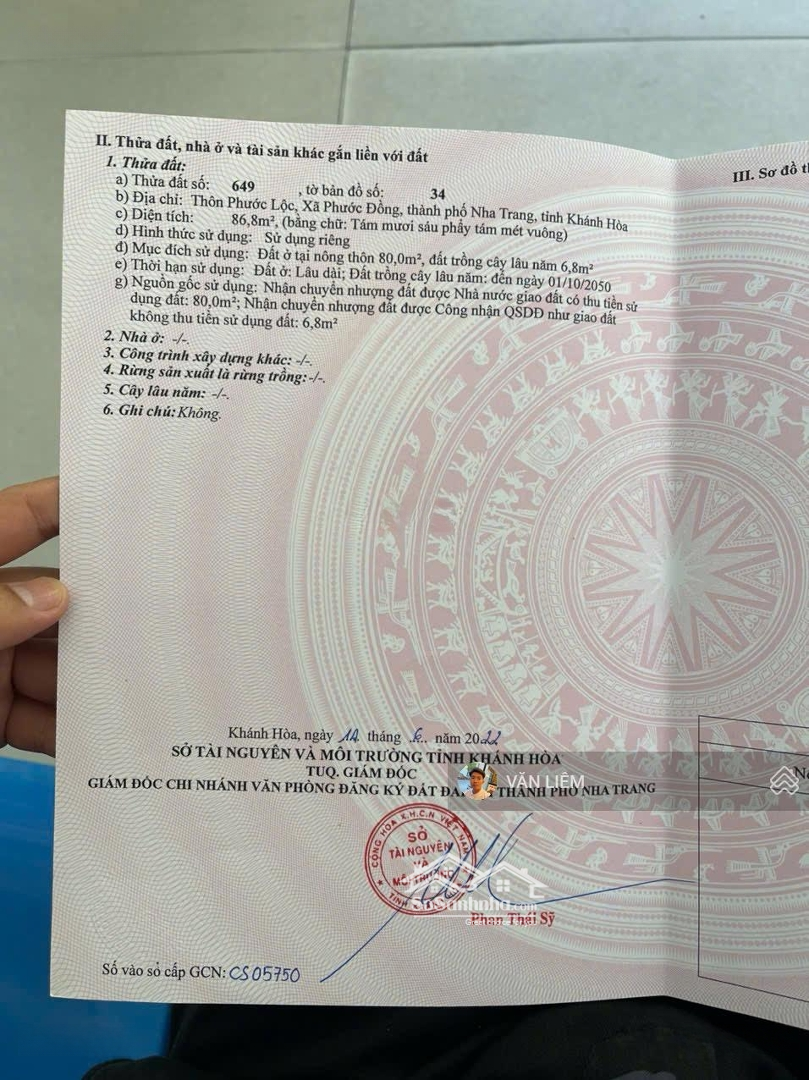 II. Thửa đất, nhà ở và tài sản khác gắn liền với đất
1. Thửa đất:
a) Thửa đất số: 649 , tờ bản đồ số: 34
b) Địa chỉ: Thôn Phước Lộc, Xã Phước Đồng, thành phố Nha Trang, tỉnh Khánh Hòa
c) Diện tích: 86,8m², (bằng chữ: Tám mươi sáu phẩy tám mét vuông)
d) Hình thức sử dụng: Sử dụng riêng
đ) Mục đích sử dụng: Đất ở tại nông thôn 80,0m², đất trồng cây lâu năm 6,8m²
e) Thời hạn sử dụng: Đất ở: Lâu dài; Đất trồng cây lâu năm: đến ngày 01/10/2050
g) Nguồn gốc sử dụng: Nhận chuyển nhượng đất được Nhà nước giao đất có thu tiền sử
dụng đất: 80,0m²; Nhận chuyển nhượng đất được Công nhận QSDĐ như giao đất
không thu tiền sử dụng đất: 6,8m²
2. Nhà ở: -/-.
3. Công trình xây dựng khác: -/-.
4. Rừng sản xuất là rừng trồng: -/-.
5. Cây lâu năm: -/-.
6. Ghi chú: Không.
III. Sơ đồ
Khánh Hòa, ngày 14 tháng 6 năm 2022
SỞ TÀI NGUYÊN VÀ MÔI TRƯỜNG TỈNH KHÁNH HÒA
TUQ. GIÁM ĐỐC
GIÁM ĐỐC CHI NHÁNH VĂN PHÒNG ĐĂNG KÝ ĐẤT ĐAI THÀNH PHỐ NHA TRANG
VĂN LIÊM
CỘNG HÒA X.H.C.N VIỆT NAM
SỞ
TÀI NGUYÊN
VÀ
MÔI TRƯỜNG
TỈNH
Phan Thái Sỹ
Số vào sổ cấp GCN: CS05750